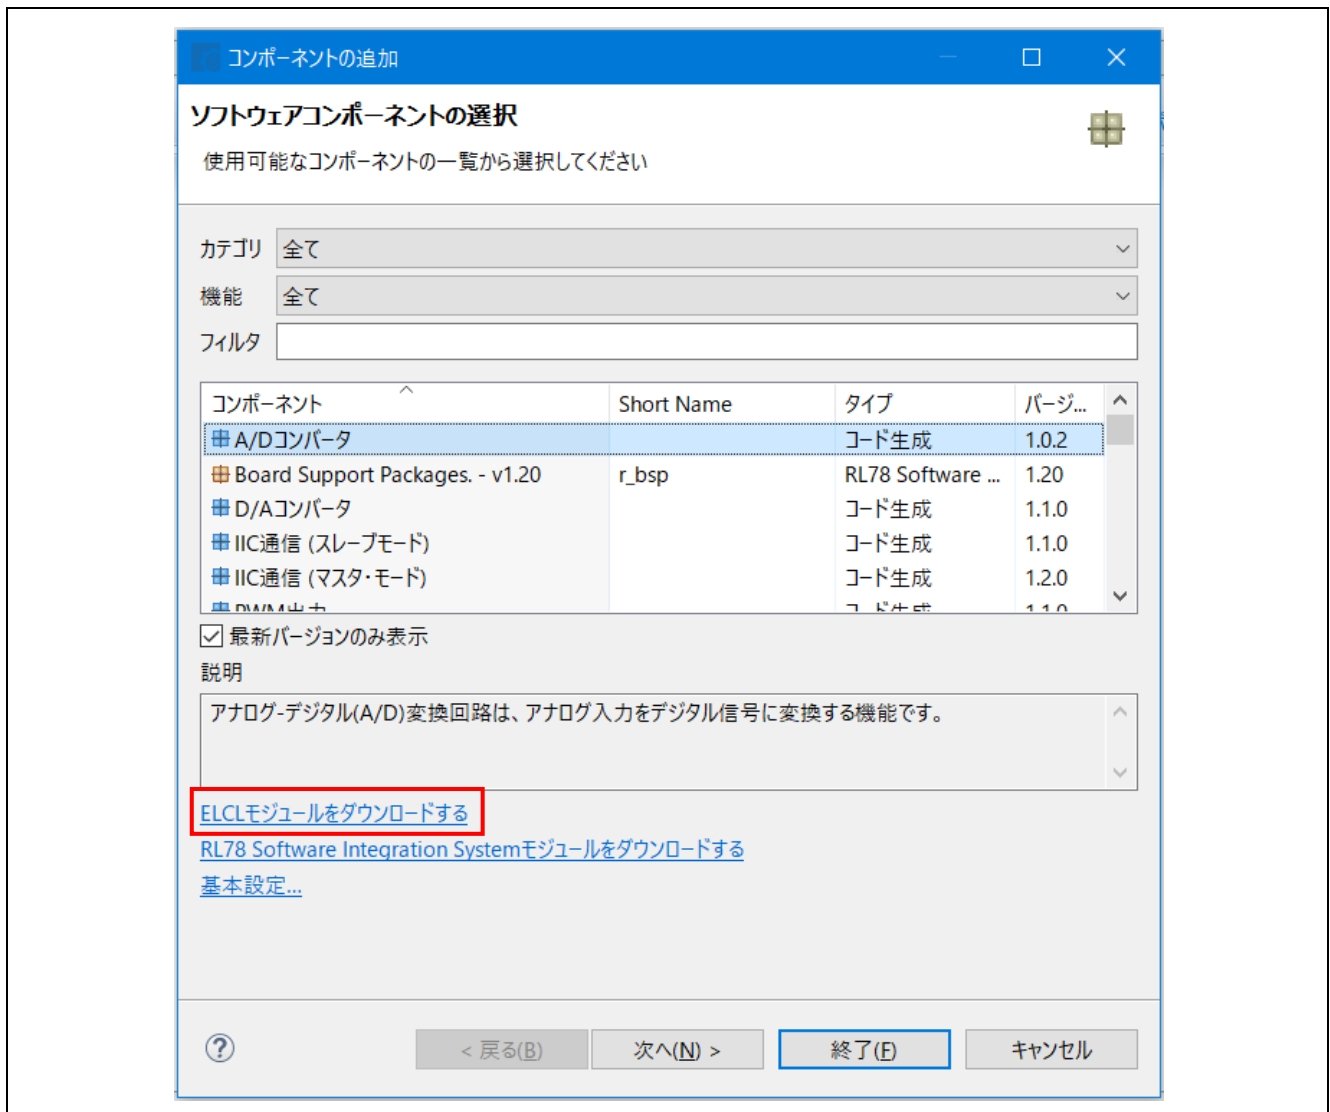 コンポーネントの追加
ソフトウェアコンポーネントの選択
使用可能なコンポーネントの一覧から選択してください
カテゴリ 全て
機能 全て
フィルタ
コンポーネント Short Name タイプ バージ...
A/Dコンバータ コード生成 1.0.2
Board Support Packages. - v1.20 r_bsp RL78 Software ... 1.20
D/Aコンバータ コード生成 1.1.0
IIC通信 (スレーブモード) コード生成 1.1.0
IIC通信 (マスタ・モード) コード生成 1.2.0
PWM出力 コード生成 1.1.0
最新バージョンのみ表示
説明
アナログ-デジタル(A/D)変換回路は、アナログ入力をデジタル信号に変換する機能です。
ELCLモジュールをダウンロードする
RL78 Software Integration Systemモジュールをダウンロードする
基本設定...
< 戻る(B) 次へ(N) > 終了(F) キャンセル